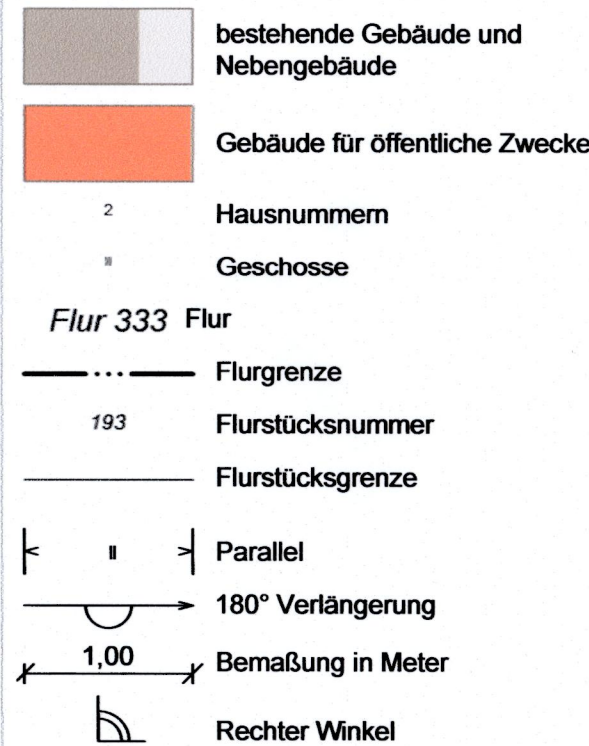 bestehende Gebäude und
Nebengebäude
Gebäude für öffentliche Zwecke
2 Hausnummern
Geschosse
Flur 333 Flur
Flurgrenze
193 Flurstücksnummer
Flurstücksgrenze
II Parallel
180° Verlängerung
1,00 Bemaßung in Meter
Rechter Winkel